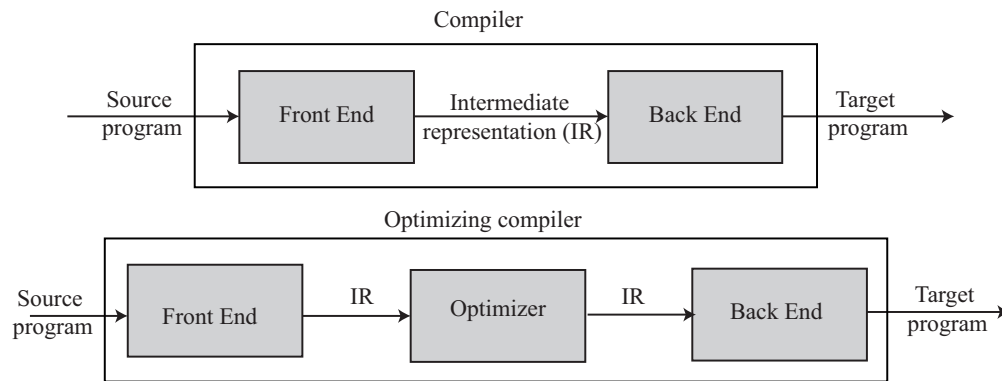 Compiler
Source
program
Front End
Intermediate
representation (IR)
Back End
Target
program
Optimizing compiler
Source
program
Front End
IR
Optimizer
IR
Back End
Target
program